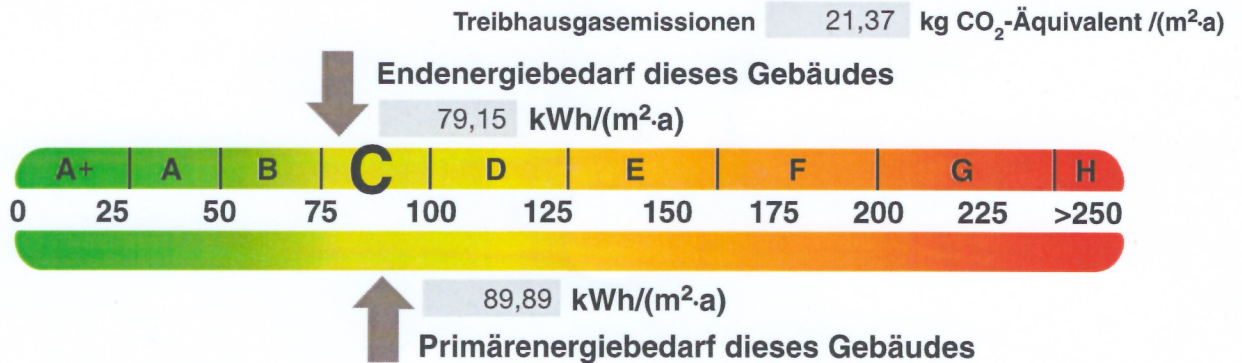 Treibhausgasemissionen 21,37 kg CO₂-Äquivalent /(m²·a)
Endenergiebedarf dieses Gebäudes
79,15 kWh/(m²·a)
A+ A B C D E F G H
0 25 50 75 100 125 150 175 200 225 >250
89,89 kWh/(m²·a)
Primärenergiebedarf dieses Gebäudes